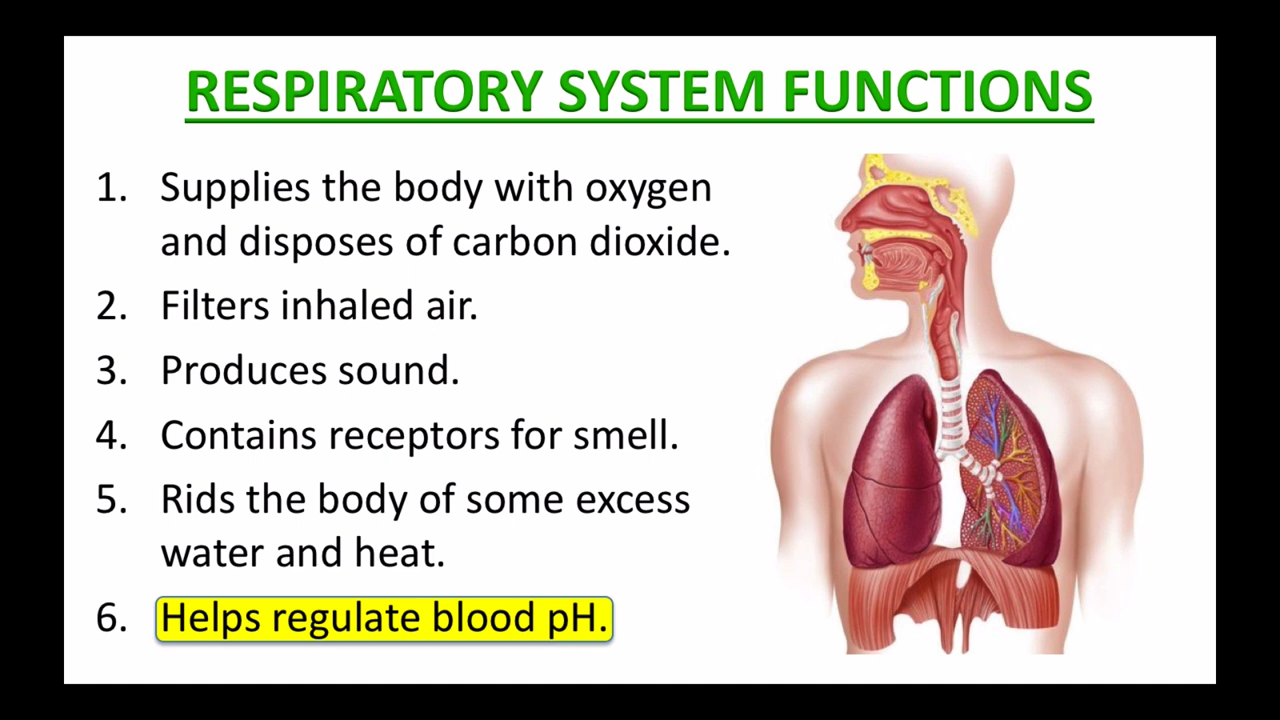 RESPIRATORY SYSTEM FUNCTIONS
1. Supplies the body with oxygen
and disposes of carbon dioxide.
2. Filters inhaled air.
3. Produces sound.
4. Contains receptors for smell.
5. Rids the body of some excess
water and heat.
6. Helps regulate blood pH.